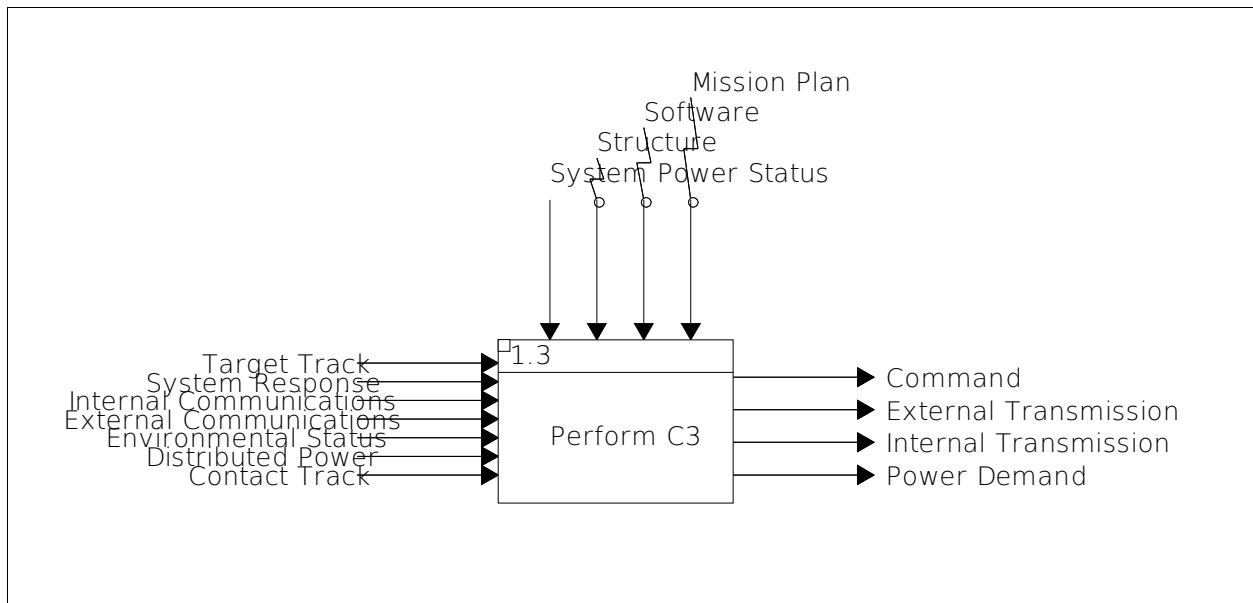 Mission Plan
Software
Structure
System Power Status
1.3
Target Track
System Response
Internal Communications
External Communications
Environmental Status
Distributed Power
Contact Track
Perform C3
Command
External Transmission
Internal Transmission
Power Demand